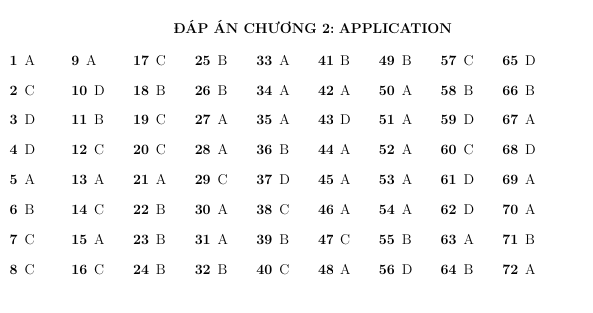 ĐÁP ÁN CHƯƠNG 2: APPLICATION
1 A 9 A 17 C 25 B 33 A 41 B 49 B 57 C 65 D
2 C 10 D 18 B 26 B 34 A 42 A 50 A 58 B 66 B
3 D 11 B 19 C 27 A 35 A 43 D 51 A 59 D 67 A
4 D 12 C 20 C 28 A 36 B 44 A 52 A 60 C 68 D
5 A 13 A 21 A 29 C 37 D 45 A 53 A 61 D 69 A
6 B 14 C 22 B 30 A 38 C 46 A 54 A 62 D 70 A
7 C 15 A 23 B 31 A 39 B 47 C 55 B 63 A 71 B
8 C 16 C 24 B 32 B 40 C 48 A 56 D 64 B 72 A